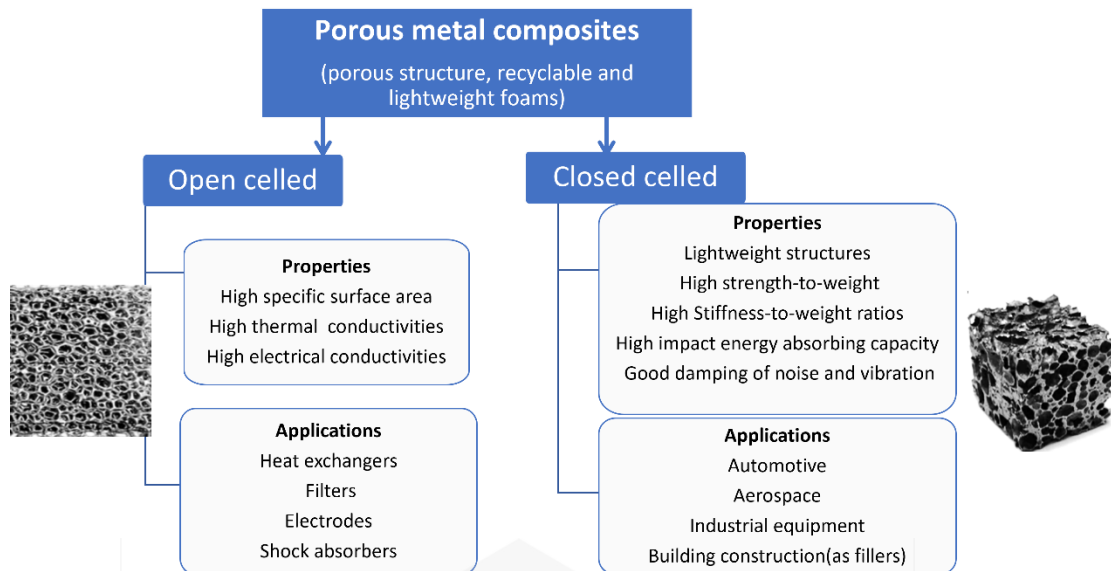 Porous metal composites
(porous structure, recyclable and
lightweight foams)
Open celled
Properties
High specific surface area
High thermal conductivities
High electrical conductivities
Applications
Heat exchangers
Filters
Electrodes
Shock absorbers
Closed celled
Properties
Lightweight structures
High strength-to-weight
High Stiffness-to-weight ratios
High impact energy absorbing capacity
Good damping of noise and vibration
Applications
Automotive
Aerospace
Industrial equipment
Building construction(as fillers)